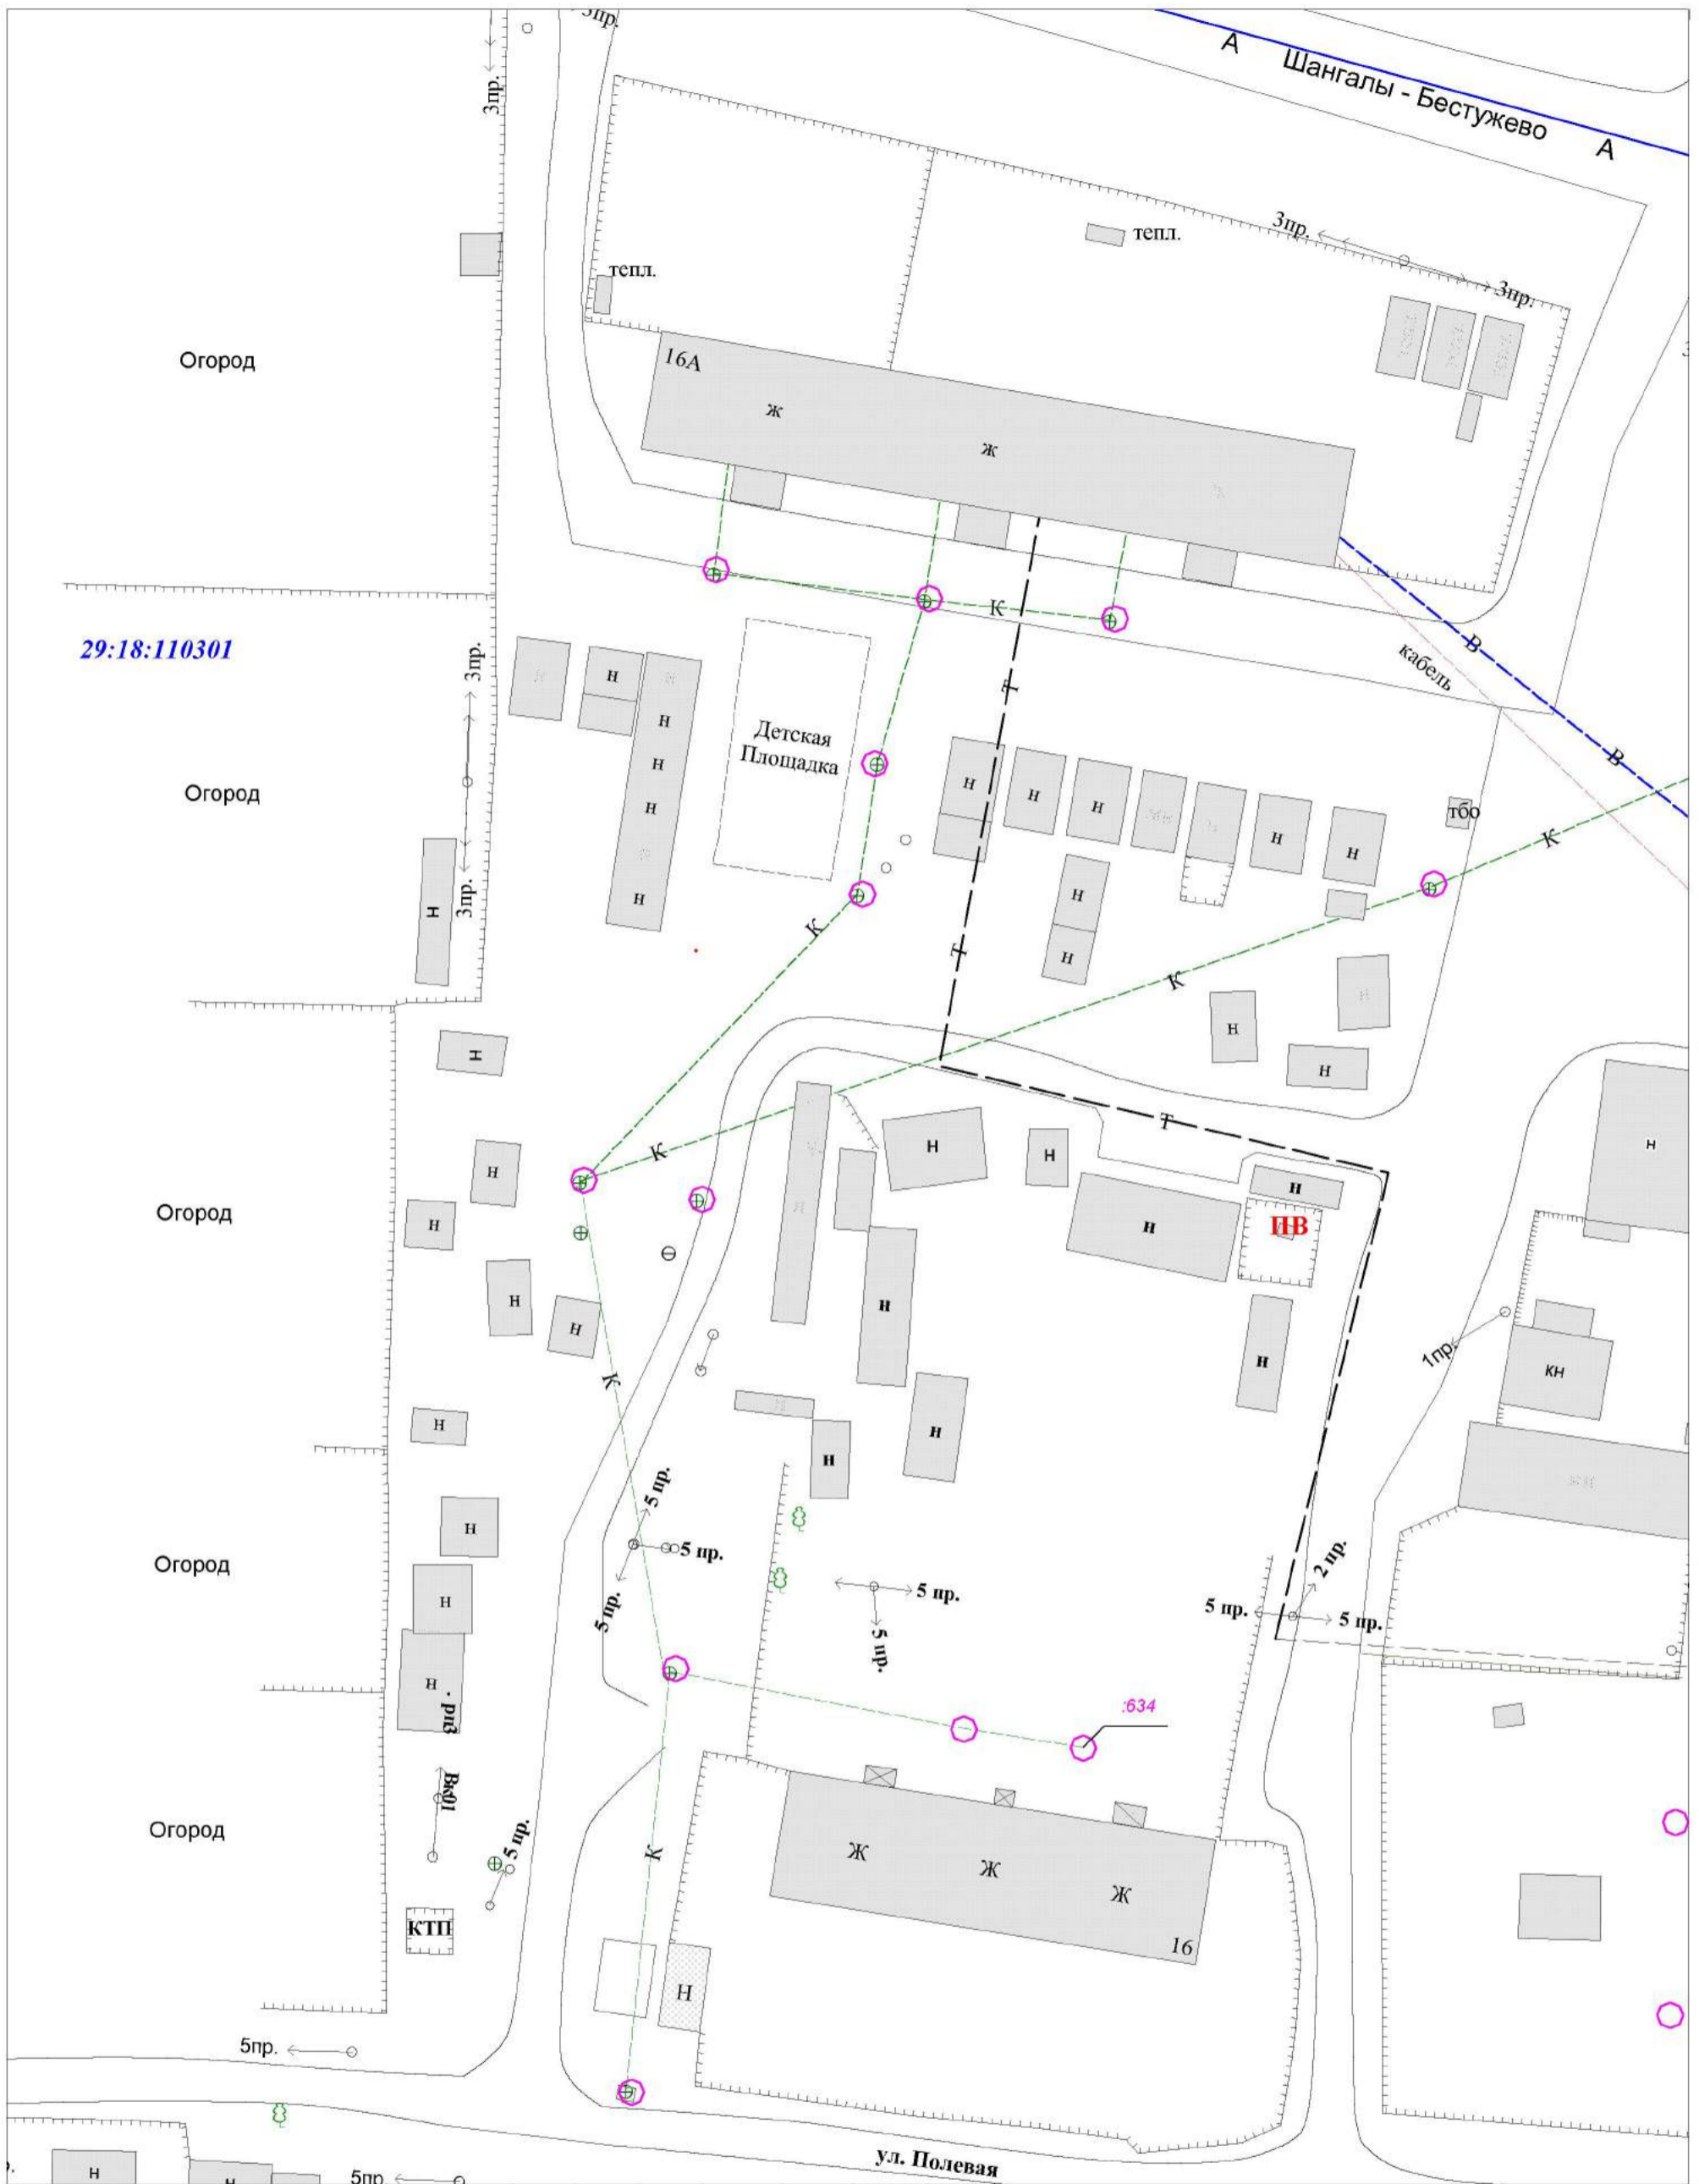 3пр.
3пр.
А
Шангалы - Бестужево
А
тепл.
3пр.
тепл.
3пр.
Огород
16А
ж
ж
К
29:18:110301
3пр.
В
кабель
Т
Н
Н
Н
Н
Н
Н
Детская
Площадка
В
Огород
Н
Н
Н
Н
Н
тбо
К
3пр.
Н
Н
Н
К
Т
К
Н
Н
Н
Т
К
Н
Н
Н
Н
Н
Огород
Н
Н
ПВ
Н
Н
Н
Н
К
1пр.
КН
Н
Н
Н
Н
5 пр.
5 пр.
5 пр.
Огород
Н
Н
5 пр.
5 пр.
2 пр.
5 пр.
5 пр.
Н
3пр.
:634
Вк01
5 пр.
Огород
К
Ж
Ж
Ж
16
КТП
Н
5пр.
ул. Полевая
Н
Н
5пр.